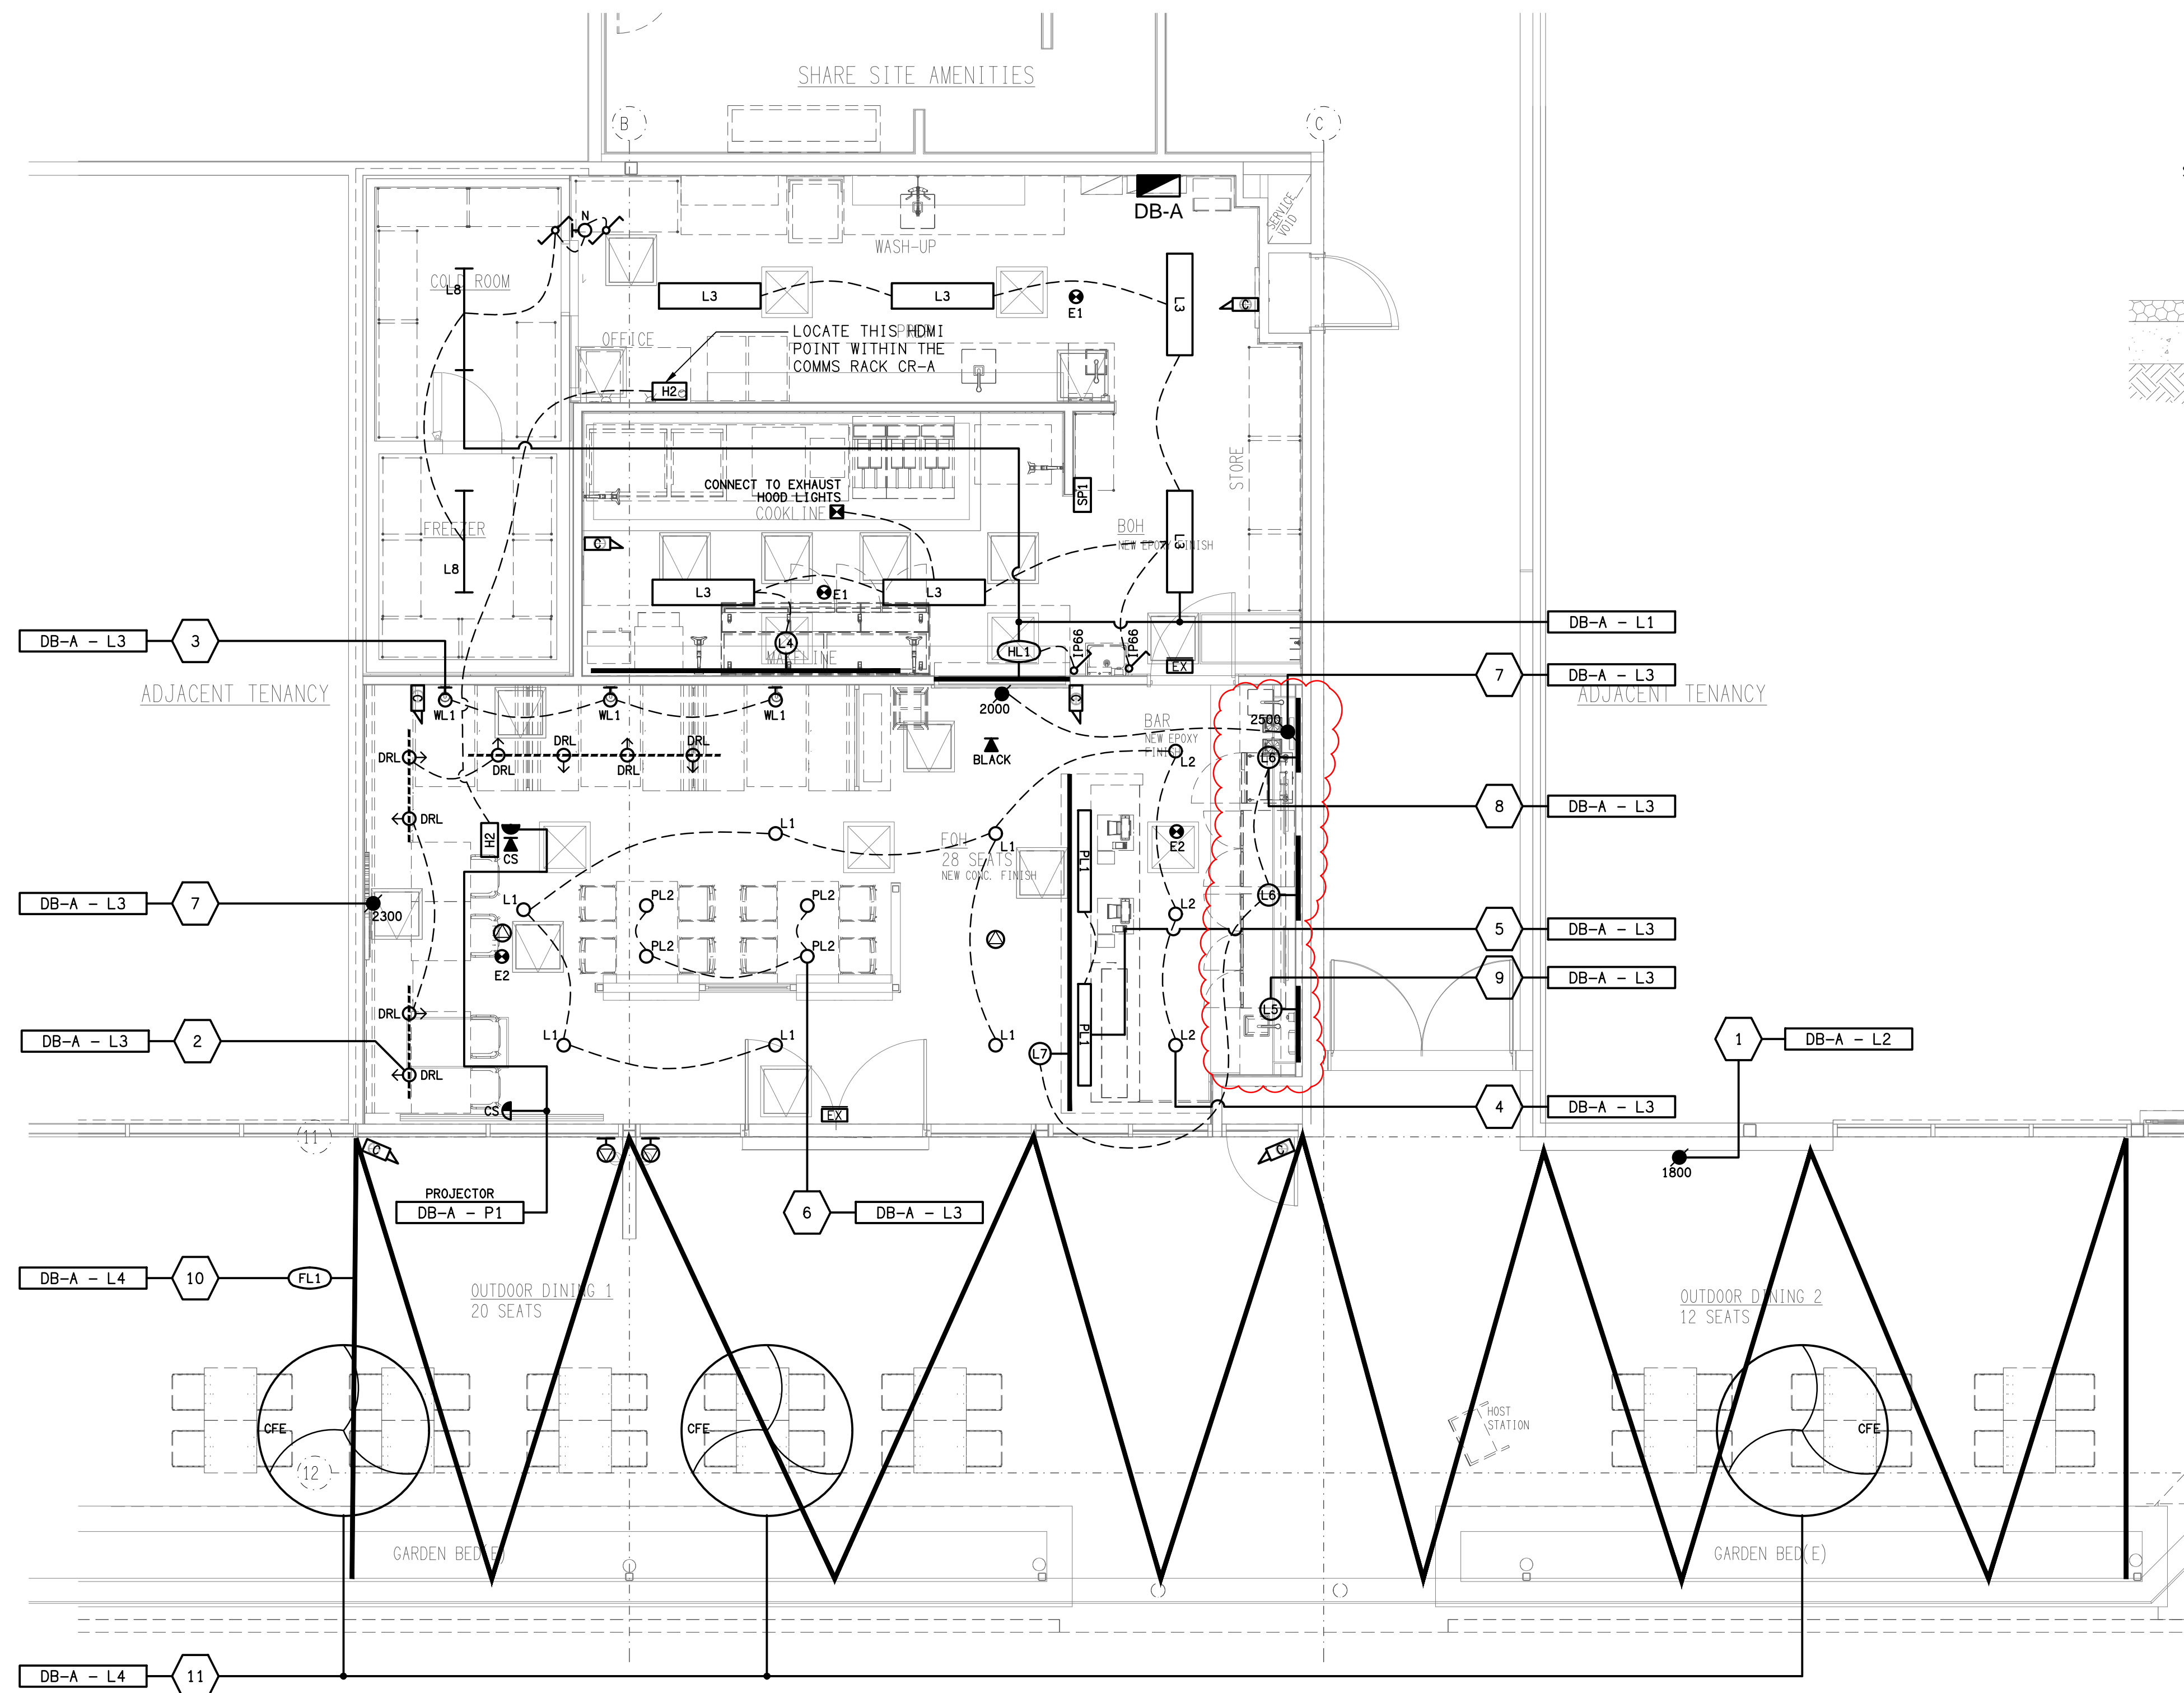 SHARE SITE AMENITIES
B
C
DB-A
SERVICE
VOID
N
WASH-UP
COLD ROOM
L8
L3
L3
L3
E1
C
OFFICE
LOCATE THIS HDMI
POINT WITHIN THE
COMMS RACK CR-A
H2
STORE
CONNECT TO EXHAUST
HOOD LIGHTS
COOKLINE
SP1
FREEZER
BOH
NEW EPOXY FINISH
C
L3
L8
L3
L3
E1
DB-A - L1
DB-A - L3
3
L4
HL1
IP66
IP66
EX
7
DB-A - L3
ADJACENT TENANCY
ADJACENT TENANCY
C
WL1
WL1
WL1
2000
C
BAR
NEW EPOXY
FINISH
2500
DRL
DRL
DRL
DRL
DRL
BLACK
L2
L6
8
DB-A - L3
DRL
H2
CS
L1
L1
FOH
28 SEATS
NEW CONC. FINISH
PL1
E2
DB-A - L3
7
2300
L1
PL2
PL2
L2
L6
5
DB-A - L3
PL2
PL2
E2
9
DB-A - L3
DRL
L5
DB-A - L3
2
L1
L1
L1
L7
PL1
L2
1
DB-A - L2
DRL
CS
EX
4
DB-A - L3
11
C
C
1800
PROJECTOR
DB-A - P1
6
DB-A - L3
DB-A - L4
10
FL1
OUTDOOR DINING 1
20 SEATS
OUTDOOR DINING 2
12 SEATS
HOST
STATION
CFE
CFE
CFE
12
GARDEN BED(E)
GARDEN BED(E)
DB-A - L4
11